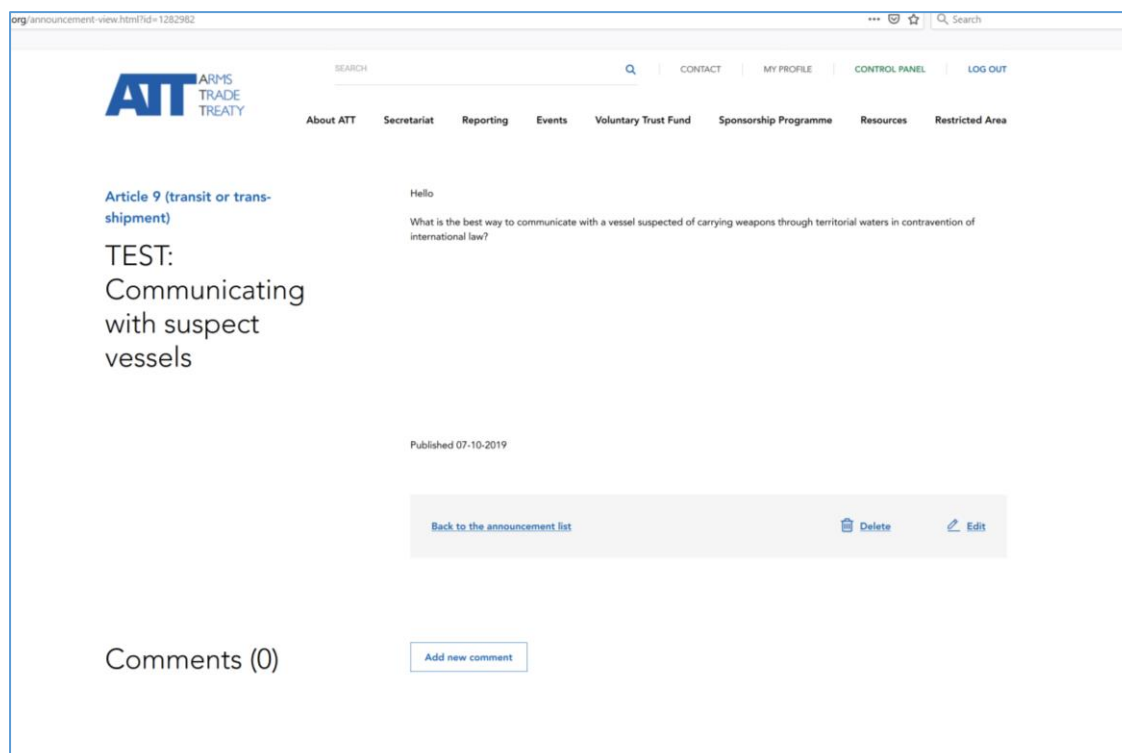 org/announcement-view.html?id=1282982
Search
SEARCH
CONTACT
MY PROFILE
CONTROL PANEL
LOG OUT
ATT
ARMS
TRADE
TREATY
About ATT
Secretariat
Reporting
Events
Voluntary Trust Fund
Sponsorship Programme
Resources
Restricted Area
Article 9 (transit or trans-
shipment)
TEST:
Communicating
with suspect
vessels
Hello
What is the best way to communicate with a vessel suspected of carrying weapons through territorial waters in contravention of
international law?
Published 07-10-2019
Back to the announcement list
Delete
Edit
Comments (0)
Add new comment